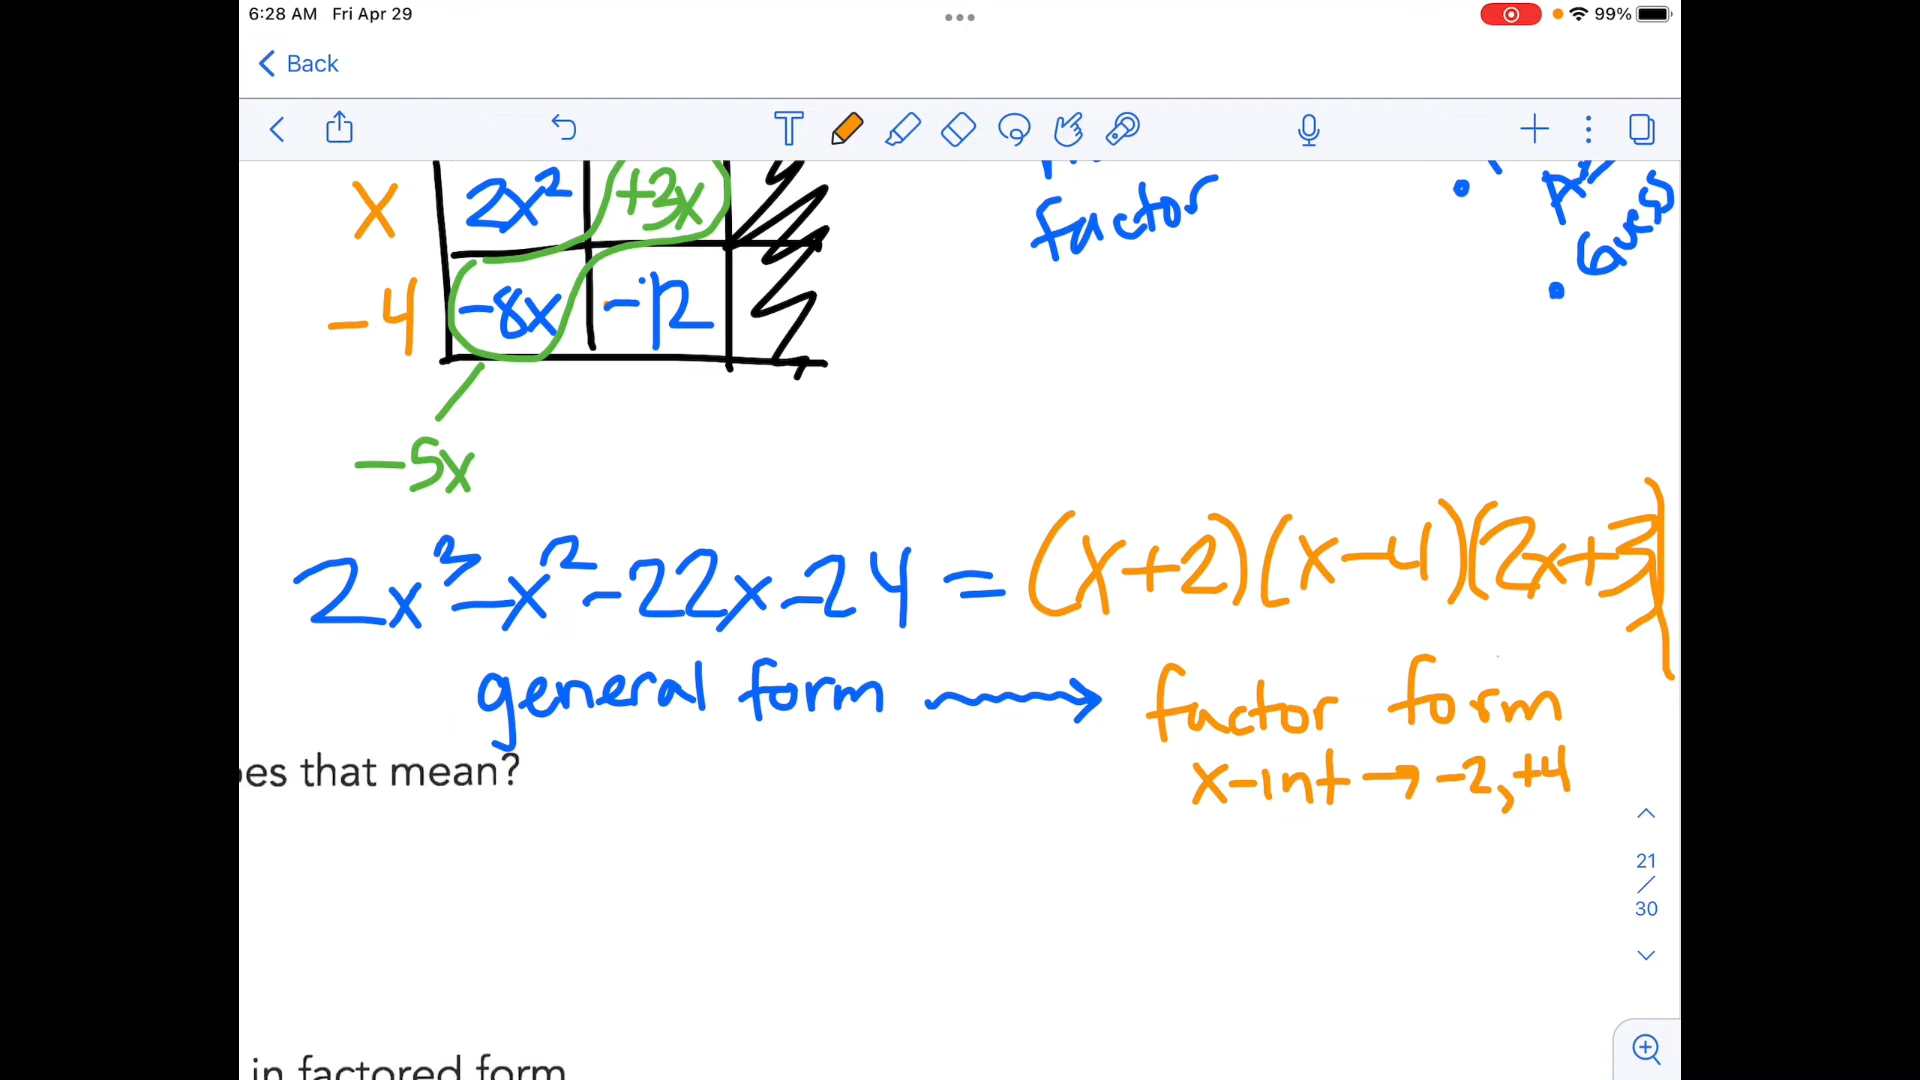 6:28 AM Fri Apr 29
99%
Back
x 2x² +3x
factor
Guess
-4 -8x -12
-5x
2x³-x²-22x-24 = (x+2)(x-4)(2x+3)
general form → factor form
x-int → -2, +4
es that mean?
21
/
30
in factored form